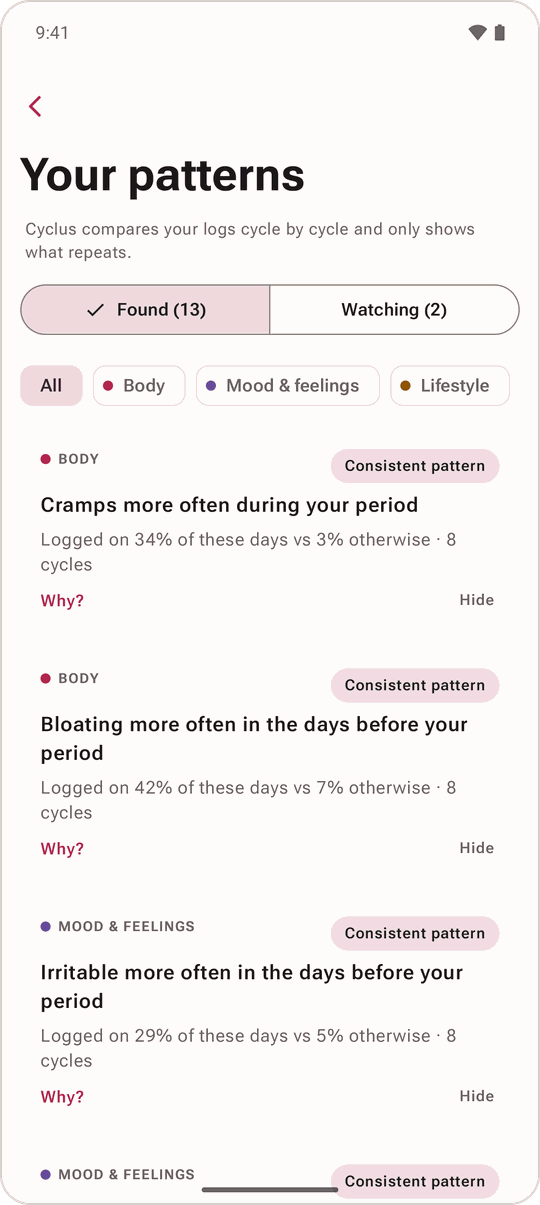 9:41
Your patterns
Cyclus compares your logs cycle by cycle and only shows
what repeats.
Found (13)
Watching (2)
All
Body
Mood & feelings
Lifestyle
BODY
Consistent pattern
Cramps more often during your period
Logged on 34% of these days vs 3% otherwise · 8
cycles
Why?
Hide
BODY
Consistent pattern
Bloating more often in the days before your
period
Logged on 42% of these days vs 7% otherwise · 8
cycles
Why?
Hide
MOOD & FEELINGS
Consistent pattern
Irritable more often in the days before your
period
Logged on 29% of these days vs 5% otherwise · 8
cycles
Why?
Hide
MOOD & FEELINGS
Consistent pattern